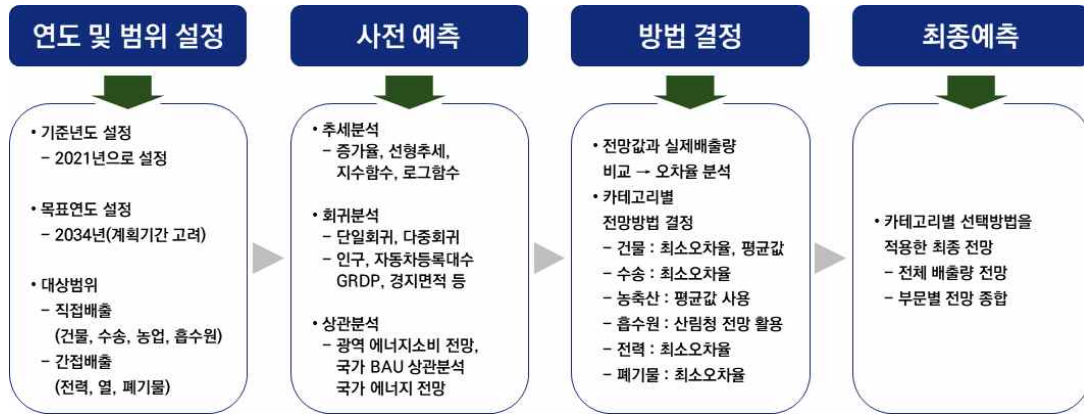 연도 및 범위 설정
• 기준년도 설정
– 2021년으로 설정
• 목표연도 설정
– 2034년(계획기간 고려)
• 대상범위
– 직접배출
(건물, 수송, 농업, 흡수원)
– 간접배출
(전력, 열, 폐기물)
사전 예측
• 추세분석
– 증가율, 선형추세,
지수함수, 로그함수
• 회귀분석
– 단일회귀, 다중회귀
– 인구, 자동차등록대수
GRDP, 경지면적 등
• 상관분석
– 광역 에너지소비 전망,
국가 BAU 상관분석
국가 에너지 전망
방법 결정
• 전망값과 실제배출량
비교 → 오차율 분석
• 카테고리별
전망방법 결정
– 건물 : 최소오차율, 평균값
– 수송 : 최소오차율
– 농축산 : 평균값 사용
– 흡수원 : 산림청 전망 활용
– 전력 : 최소오차율
– 폐기물 : 최소오차율
최종예측
• 카테고리별 선택방법을
적용한 최종 전망
– 전체 배출량 전망
– 부문별 전망 종합